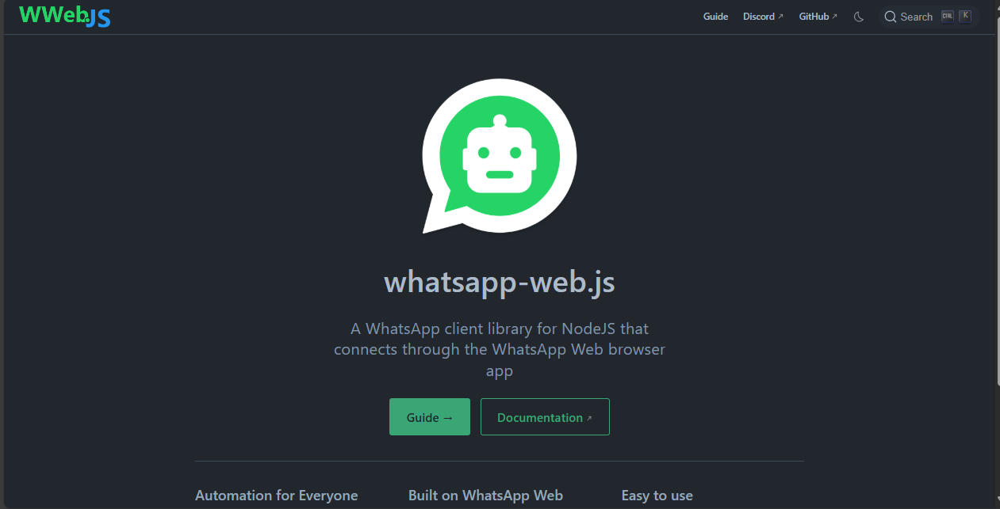 WWebJS
Guide Discord ↗ GitHub ↗ Search CTRL K
whatsapp-web.js
A WhatsApp client library for NodeJS that
connects through the WhatsApp Web browser
app
Guide → Documentation ↗
Automation for Everyone Built on WhatsApp Web Easy to use